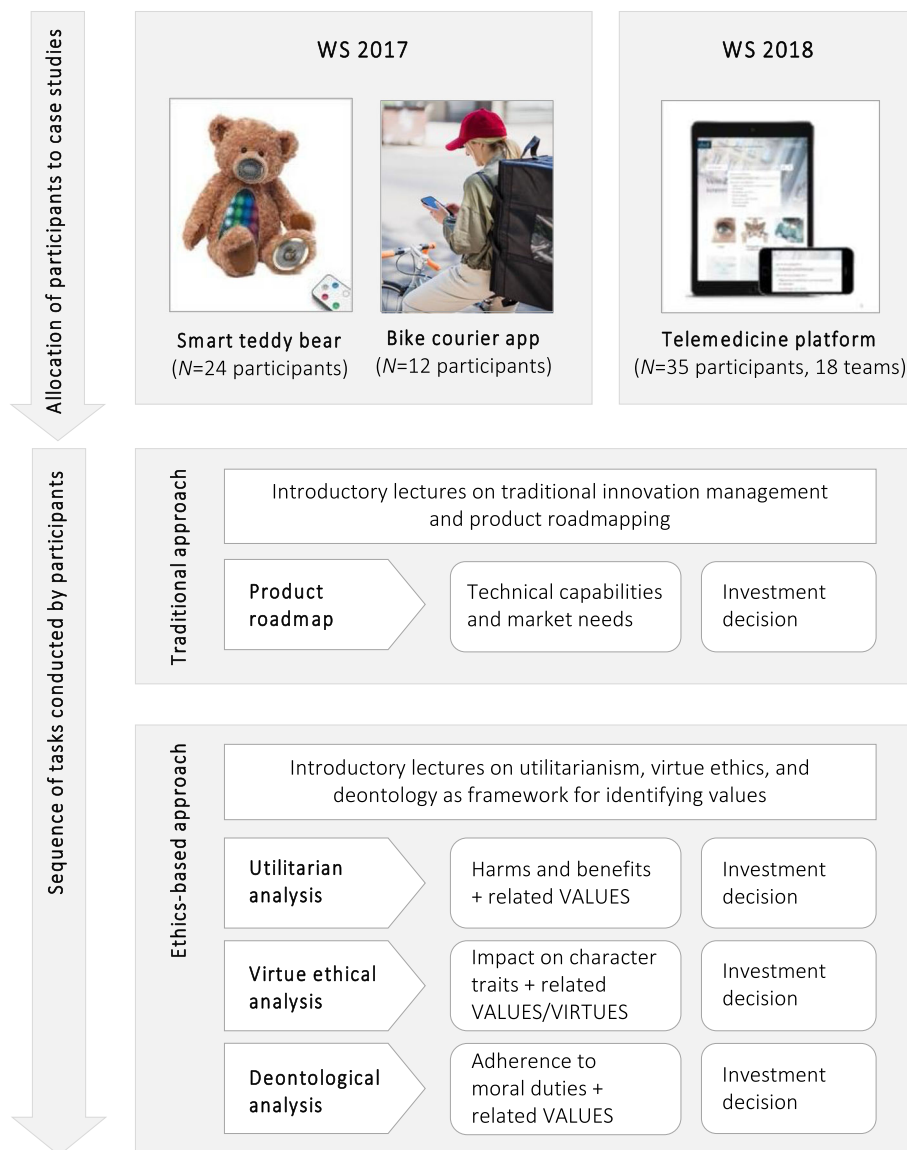 Allocation of participants to case studies
WS 2017
Smart teddy bear
(N=24 participants)
Bike courier app
(N=12 participants)
WS 2018
Telemedicine platform
(N=35 participants, 18 teams)
Sequence of tasks conducted by participants
Traditional approach
Introductory lectures on traditional innovation management
and product roadmapping
Product
roadmap
Technical capabilities
and market needs
Investment
decision
Ethics-based approach
Introductory lectures on utilitarianism, virtue ethics, and
deontology as framework for identifying values
Utilitarian
analysis
Harms and benefits
+ related VALUES
Investment
decision
Virtue ethical
analysis
Impact on character
traits + related
VALUES/VIRTUES
Investment
decision
Deontological
analysis
Adherence to
moral duties +
related VALUES
Investment
decision